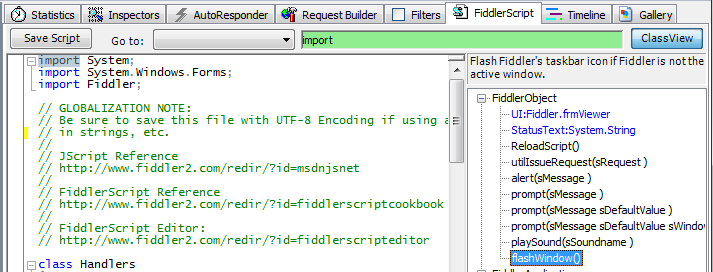 Statistics Inspectors AutoResponder Request Builder Filters FiddlerScript Timeline Gallery
Save Script Go to: import ClassView
import System;
import System.Windows.Forms;
import Fiddler;
// GLOBALIZATION NOTE:
// Be sure to save this file with UTF-8 Encoding if using a
// in strings, etc.
//
// JScript Reference
// http://www.fiddler2.com/redir/?id=msdnjsnet
//
// FiddlerScript Reference
// http://www.fiddler2.com/redir/?id=fiddlerscriptcookbook
//
// FiddlerScript Editor:
// http://www.fiddler2.com/redir/?id=fiddlerscripteditor
class Handlers
Flash Fiddler's taskbar icon if Fiddler is not the
active window.
FiddlerObject
UI:Fiddler.frmViewer
StatusText:System.String
ReloadScript()
utilIssueRequest(sRequest )
alert(sMessage )
prompt(sMessage )
prompt(sMessage sDefaultValue )
prompt(sMessage sDefaultValue sWindow
playSound(sSoundname )
flashWindow()